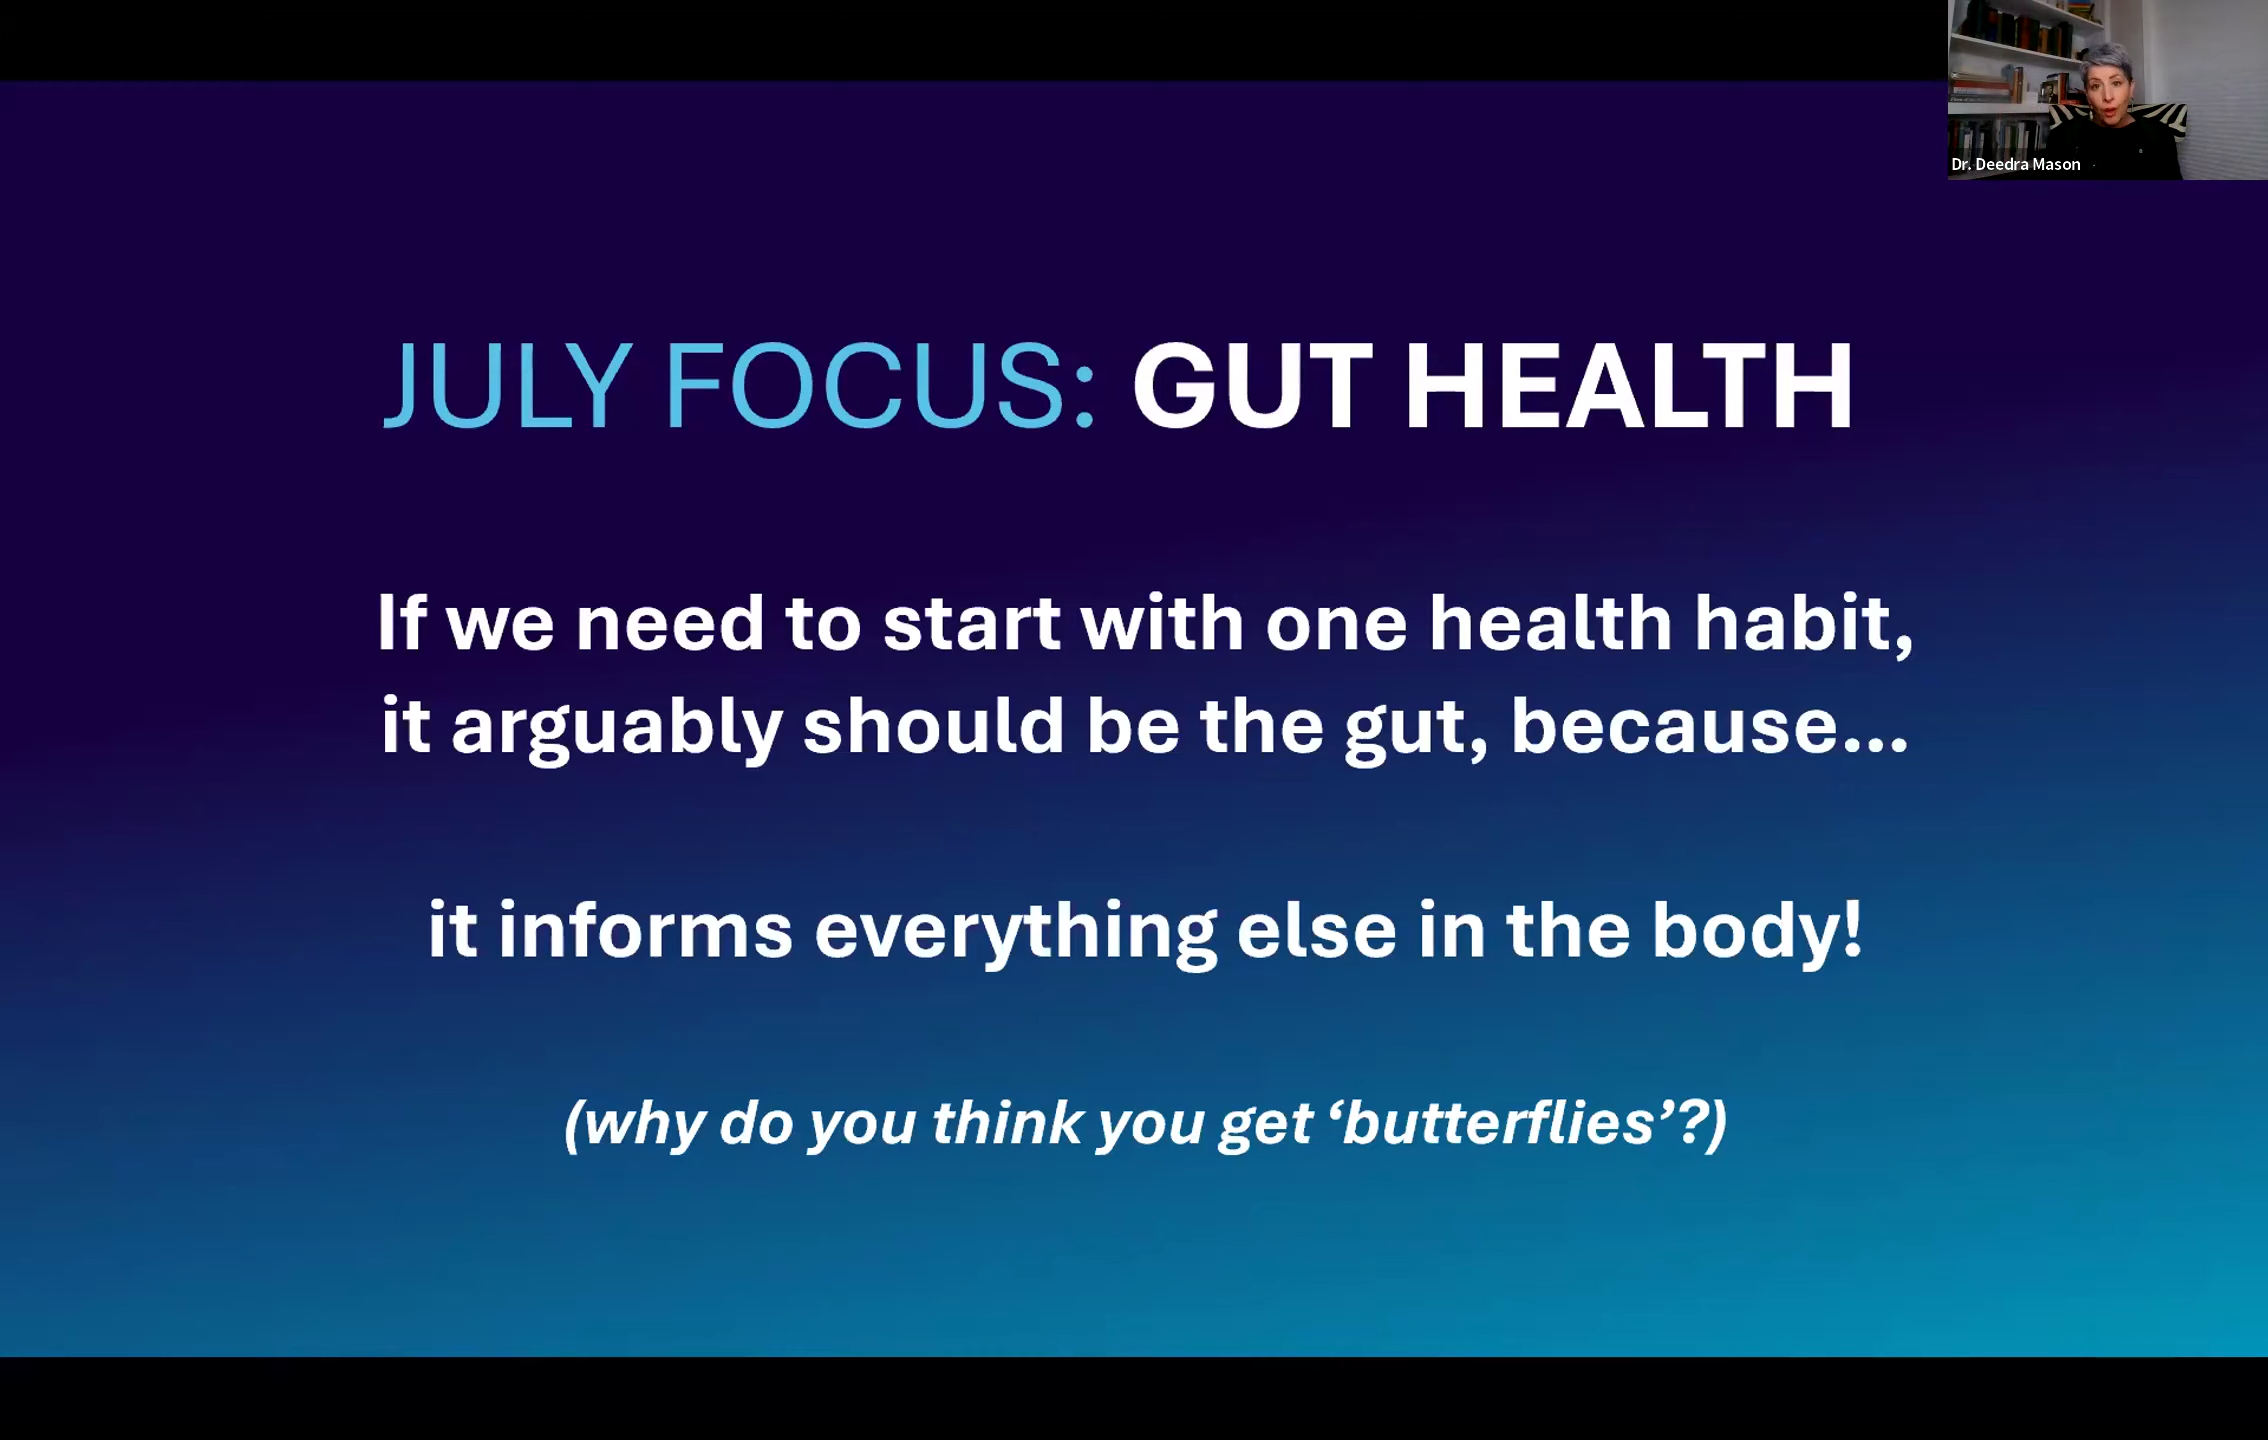 Dr. Deedra Mason
JULY FOCUS: GUT HEALTH
If we need to start with one health habit,
it arguably should be the gut, because...
it informs everything else in the body!
(why do you think you get ‘butterflies’?)